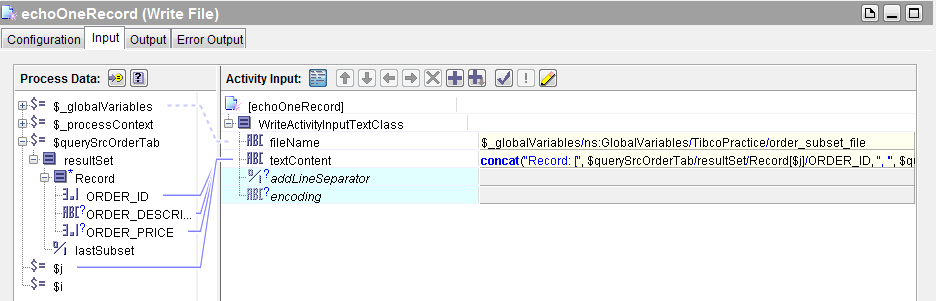 echoOneRecord (Write File)
Configuration Input Output Error Output
Process Data: Activity Input:
$_globalVariables
$_processContext
$querySrcOrderTab
resultSet
Record
ORDER_ID
ORDER_DESCRI...
ORDER_PRICE
lastSubset
$j
$i
[echoOneRecord]
WriteActivityInputTextClass
fileName $_globalVariables/ns:GlobalVariables/TibcoPractice/order_subset_file
textContent concat("Record: [", $querySrcOrderTab/resultSet/Record[$j]/ORDER_ID, ", '", $qu
addLineSeparator
encoding